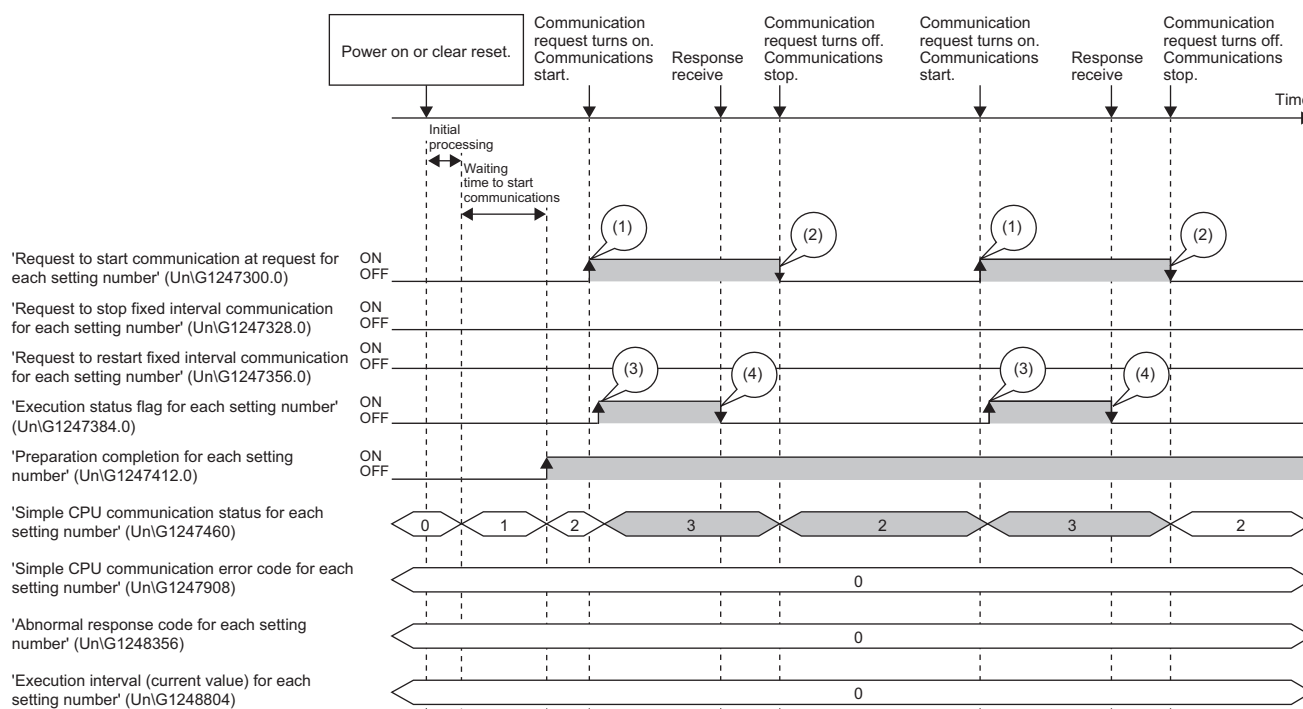 Power on or clear reset.
Communication
request turns on.
Communications
start.
Response
receive
Communication
request turns off.
Communications
stop.
Communication
request turns on.
Communications
start.
Response
receive
Communication
request turns off.
Communications
stop.
Time
Initial
processing
Waiting
time to start
communications
(1)
(2)
(1)
(2)
'Request to start communication at request for
each setting number' (Un\G1247300.0)
ON
OFF
'Request to stop fixed interval communication
for each setting number' (Un\G1247328.0)
ON
OFF
'Request to restart fixed interval communication
for each setting number' (Un\G1247356.0)
ON
OFF
(3)
(4)
(3)
(4)
'Execution status flag for each setting number'
(Un\G1247384.0)
ON
OFF
'Preparation completion for each setting
number' (Un\G1247412.0)
ON
OFF
'Simple CPU communication status for each
setting number' (Un\G1247460)
0
1
2
3
2
3
2
'Simple CPU communication error code for each
setting number' (Un\G1247908)
0
'Abnormal response code for each setting
number' (Un\G1248356)
0
'Execution interval (current value) for each
setting number' (Un\G1248804)
0